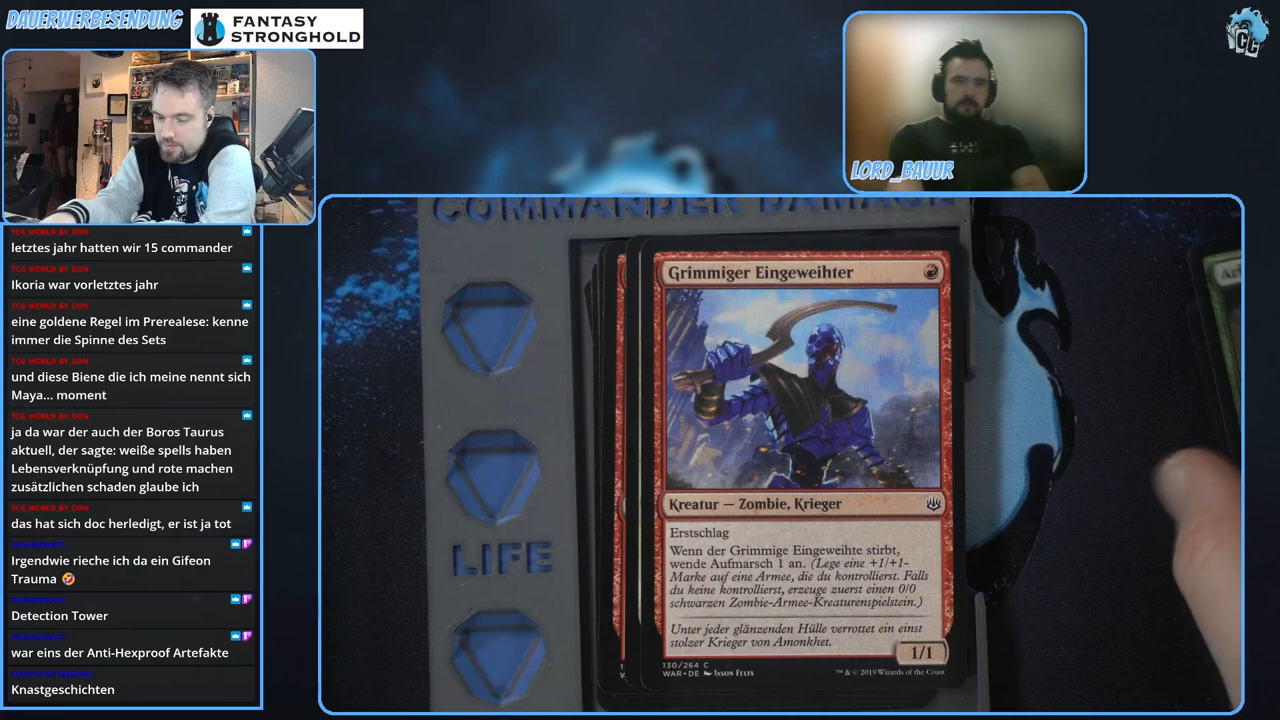 DAUERWERBESENDUNG
FANTASY
STRONGHOLD
LORD_BAUUR
TCG_WORLD_BY_DON
letztes jahr hatten wir 15 commander
TCG_WORLD_BY_DON
Ikoria war vorletztes jahr
TCG_WORLD_BY_DON
eine goldene Regel im Prerealese: kenne
immer die Spinne des Sets
TCG_WORLD_BY_DON
und diese Biene die ich meine nennt sich
Maya... moment
TCG_WORLD_BY_DON
ja da war der auch der Boros Taurus
aktuell, der sagte: weiße spells haben
Lebensverknüpfung und rote machen
zusätzlichen schaden glaube ich
TCG_WORLD_BY_DON
das hat sich doc herledigt, er ist ja tot
Irgendwie rieche ich da ein Gifeon
Trauma 🤣
Detection Tower
war eins der Anti-Hexproof Artefakte
Knastgeschichten
COMMANDER DAMAGE
LIFE
Grimmiger Eingeweihter
Kreatur — Zombie, Krieger
Erstschlag
Wenn der Grimmige Eingeweihte stirbt,
wende Aufmarsch 1 an. (Lege eine +1/+1-
Marke auf eine Armee, die du kontrollierst. Falls
du keine kontrollierst, erzeuge zuerst einen 0/0
schwarzen Zombie-Armee-Kreaturenspielstein.)
Unter jeder glänzenden Hülle verrottet ein einst
stolzer Krieger von Amonkhet.
1/1
130/264 C
WAR • DE JASON FELIX
™ & © 2019 Wizards of the Coast